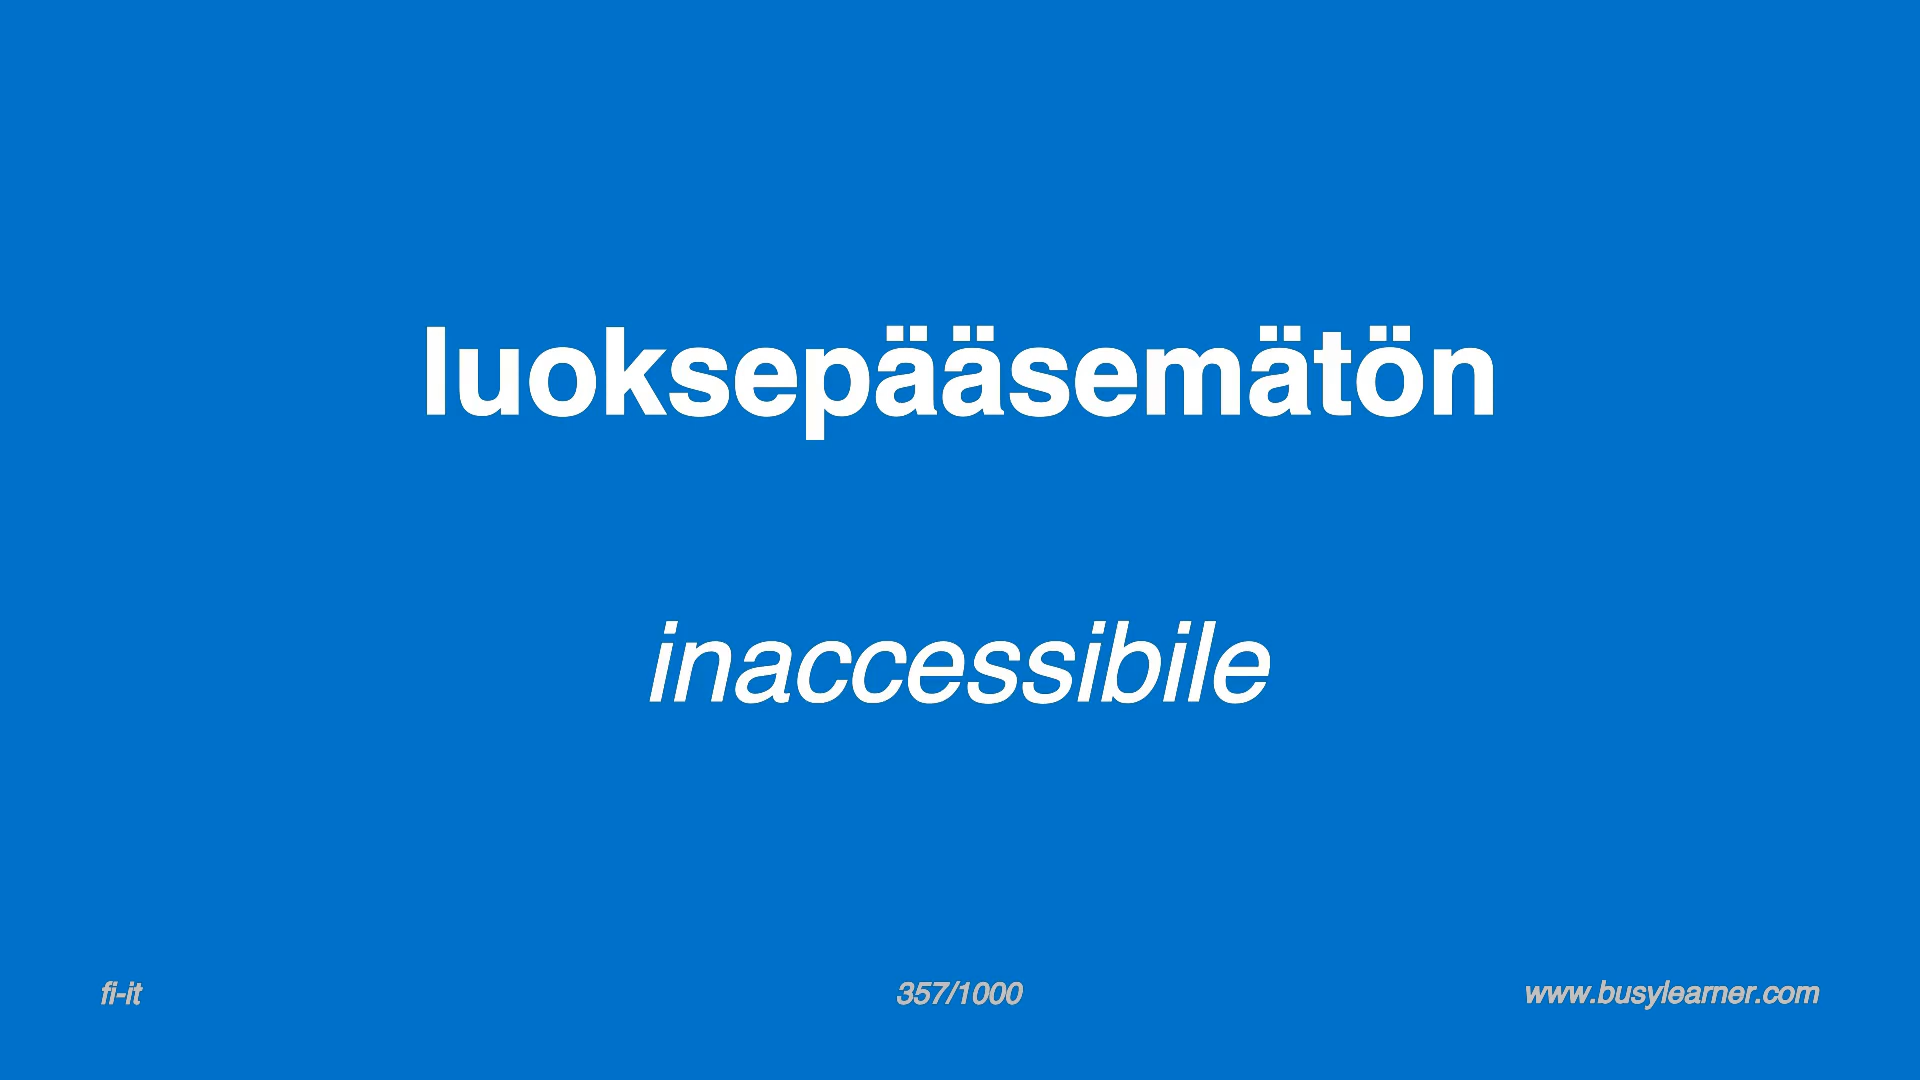 luoksepääsemätön
inaccessibile
fi-it
357/1000
www.busylearner.com